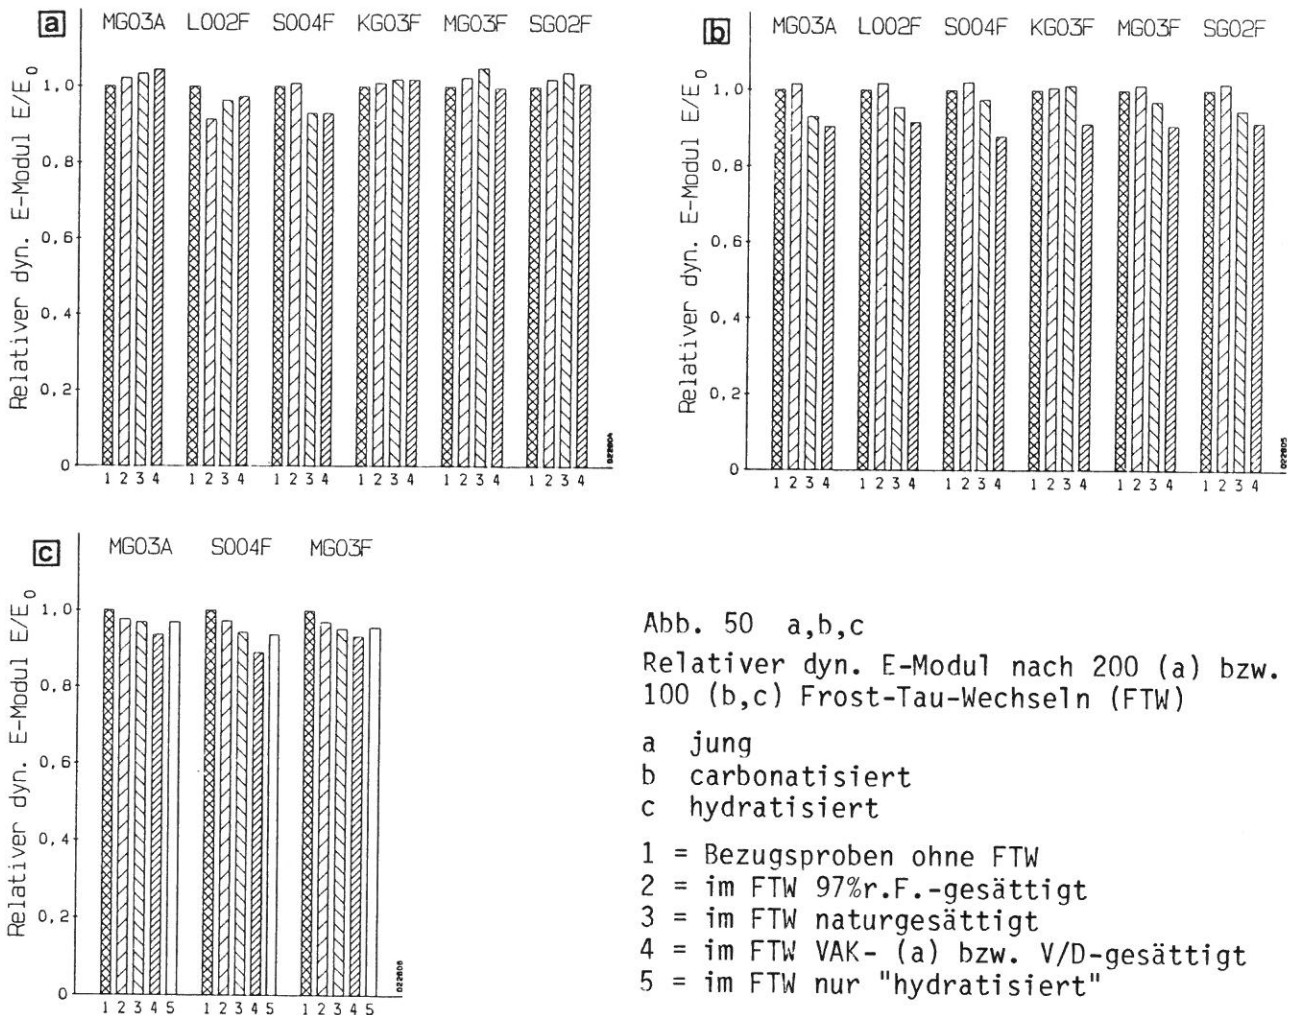 a
MG03A L002F S004F KG03F MG03F SG02F
Relativer dyn. E-Modul E/E₀
1,0
0,8
0,6
0,4
0,2
0
1 2 3 4 1 2 3 4 1 2 3 4 1 2 3 4 1 2 3 4 1 2 3 4
022804
b
MG03A L002F S004F KG03F MG03F SG02F
Relativer dyn. E-Modul E/E₀
1,0
0,8
0,6
0,4
0,2
0
1 2 3 4 1 2 3 4 1 2 3 4 1 2 3 4 1 2 3 4 1 2 3 4
022805
c
MG03A S004F MG03F
Relativer dyn. E-Modul E/E₀
1,0
0,8
0,6
0,4
0,2
0
1 2 3 4 5 1 2 3 4 5 1 2 3 4 5
022806
Abb. 50 a,b,c
Relativer dyn. E-Modul nach 200 (a) bzw.
100 (b,c) Frost-Tau-Wechseln (FTW)
a jung
b carbonatisiert
c hydratisiert
1 = Bezugsproben ohne FTW
2 = im FTW 97%r.F.-gesättigt
3 = im FTW naturgesättigt
4 = im FTW VAK- (a) bzw. V/D-gesättigt
5 = im FTW nur "hydratisiert"